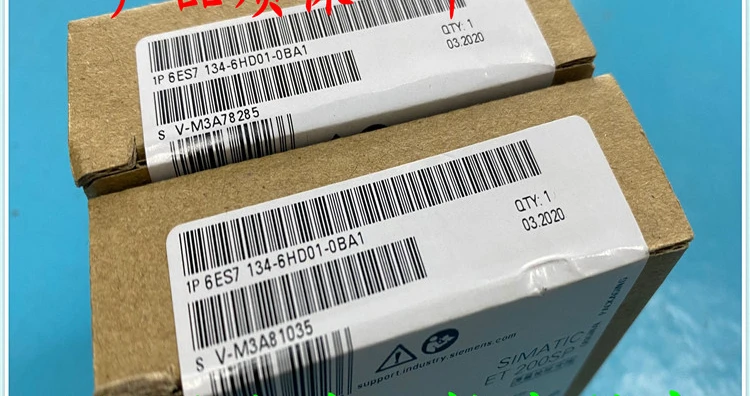 1P 6ES7 134-6HD01-0BA1
QTY: 1
03.2020
S V-M3A78285
1P 6ES7 134-6HD01-0BA1
QTY: 1
03.2020
S V-M3A81035
support.industry.siemens.com
SIMATIC
ET 200SP